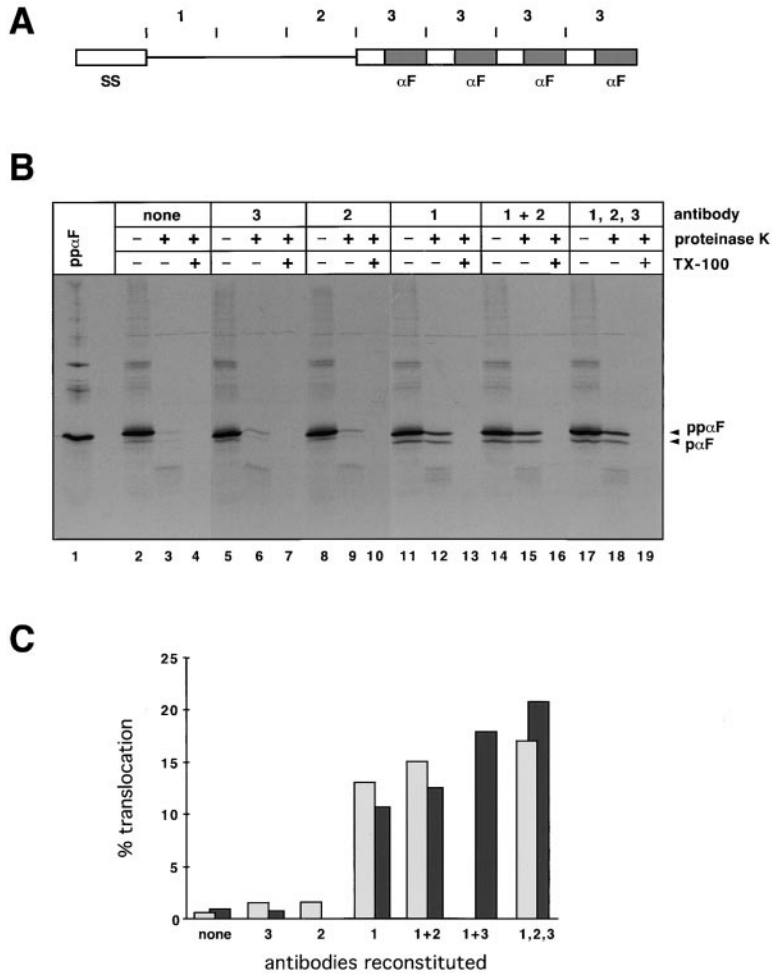 A
1 2 3 3 3 3
SS αF αF αF αF
B
ppαF
none 3 2 1 1 + 2 1, 2, 3 antibody
– + + – + + – + + – + + – + + – + + proteinase K
– – + – – + – – + – – + – – + – – + TX-100
ppαF
pαF
1 2 3 4 5 6 7 8 9 10 11 12 13 14 15 16 17 18 19
C
25
20
15
10
5
0
% translocation
none 3 2 1 1+2 1+3 1,2,3
antibodies reconstituted